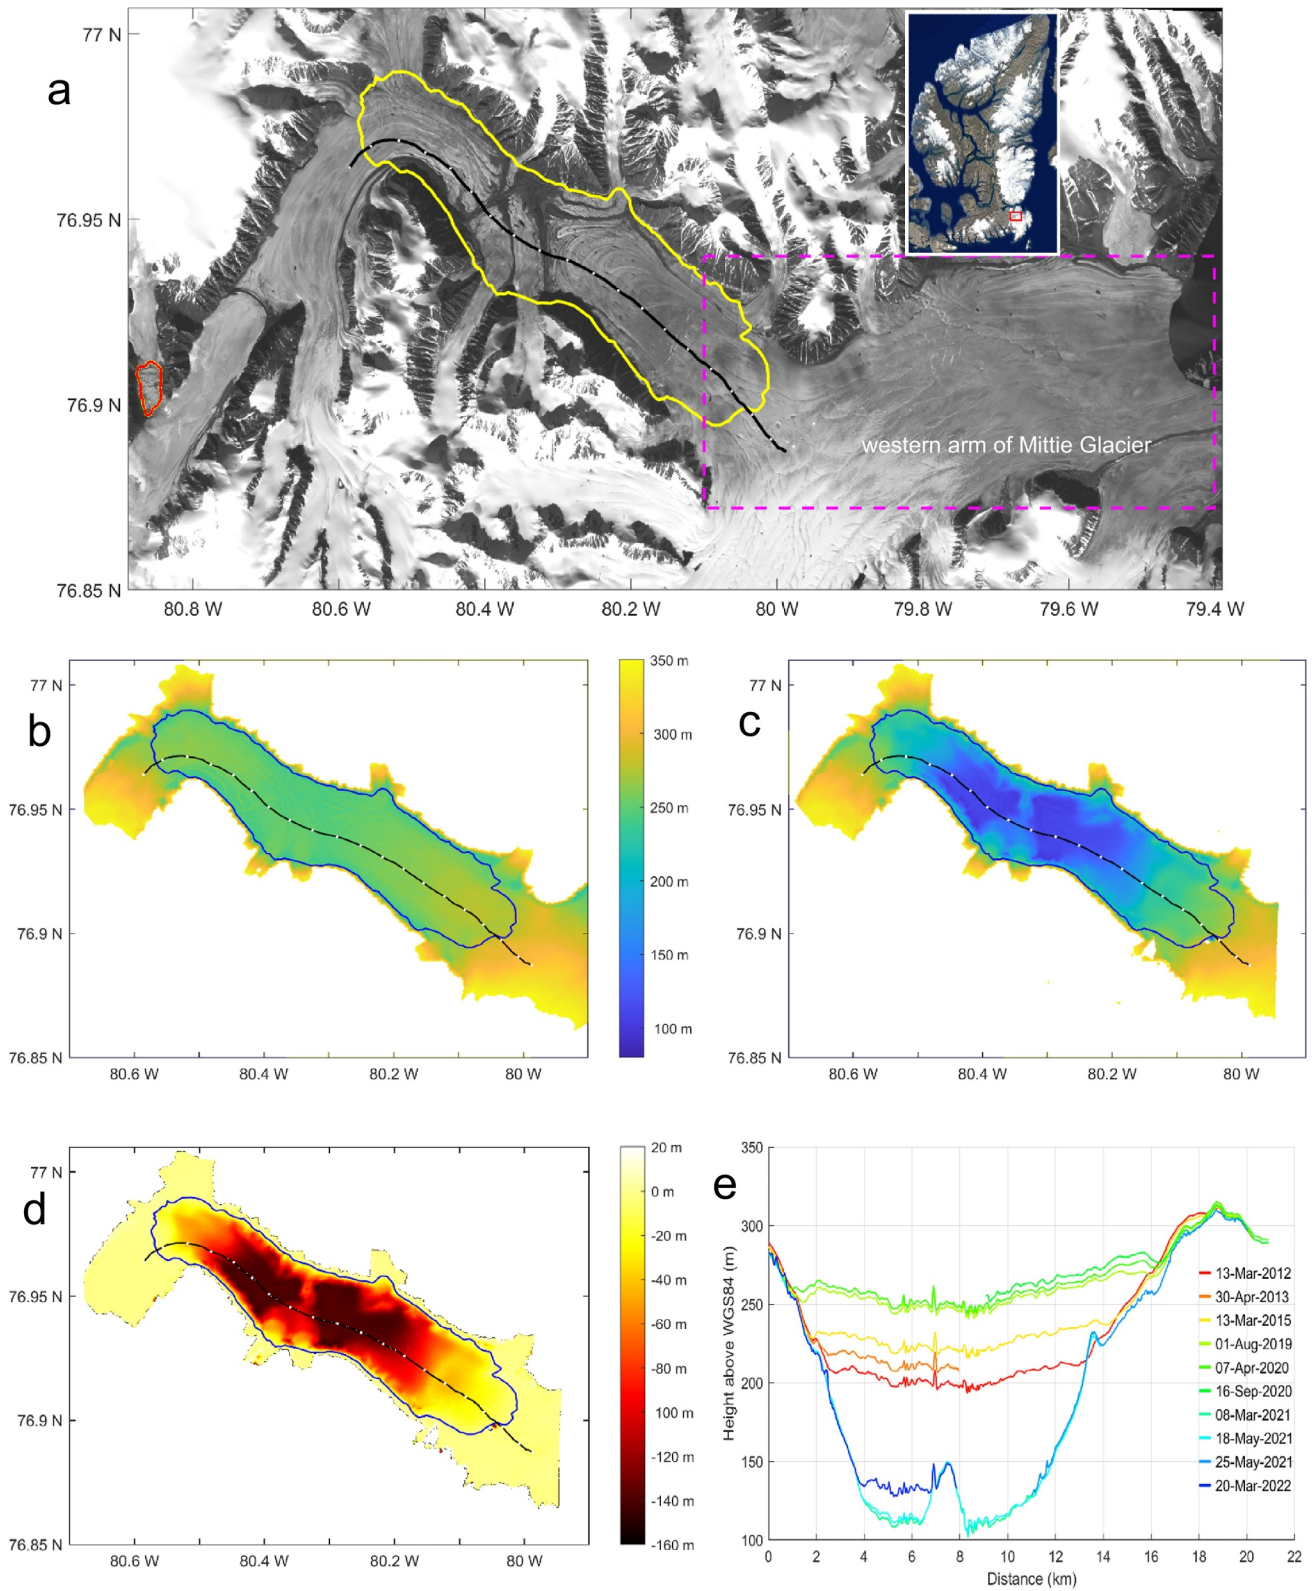 a
77 N
76.95 N
76.9 N
76.85 N
80.8 W
80.6 W
80.4 W
80.2 W
80 W
79.8 W
79.6 W
79.4 W
western arm of Mittie Glacier
b
77 N
76.95 N
76.9 N
76.85 N
80.6 W
80.4 W
80.2 W
80 W
350 m
300 m
250 m
200 m
150 m
100 m
c
77 N
76.95 N
76.9 N
76.85 N
80.6 W
80.4 W
80.2 W
80 W
d
77 N
76.95 N
76.9 N
76.85 N
80.6 W
80.4 W
80.2 W
80 W
20 m
0 m
-20 m
-40 m
-60 m
-80 m
100 m
-120 m
-140 m
-160 m
e
Height above WGS84 (m)
350
300
250
200
150
100
0
2
4
6
8
10
12
14
16
18
20
22
Distance (km)
13-Mar-2012
30-Apr-2013
13-Mar-2015
01-Aug-2019
07-Apr-2020
16-Sep-2020
08-Mar-2021
18-May-2021
25-May-2021
20-Mar-2022